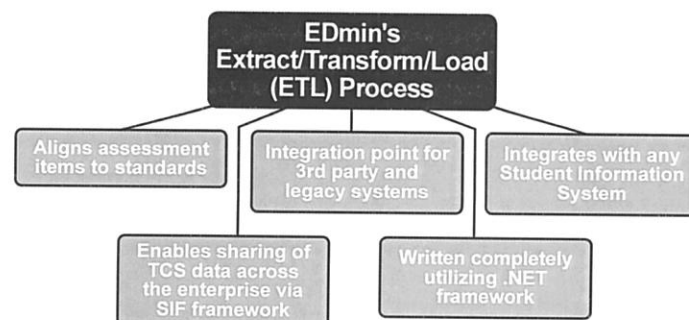 EDmin's
Extract/Transform/Load
(ETL) Process
Aligns assessment
items to standards
Integration point for
3rd party and
legacy systems
Integrates with any
Student Information
System
Enables sharing of
TCS data across
the enterprise via
SIF framework
Written completely
utilizing .NET
framework